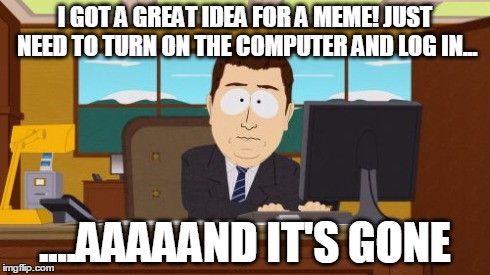 I GOT A GREAT IDEA FOR A MEME! JUST
NEED TO TURN ON THE COMPUTER AND LOG IN...
....AAAAAND IT'S GONE
imgflip.com